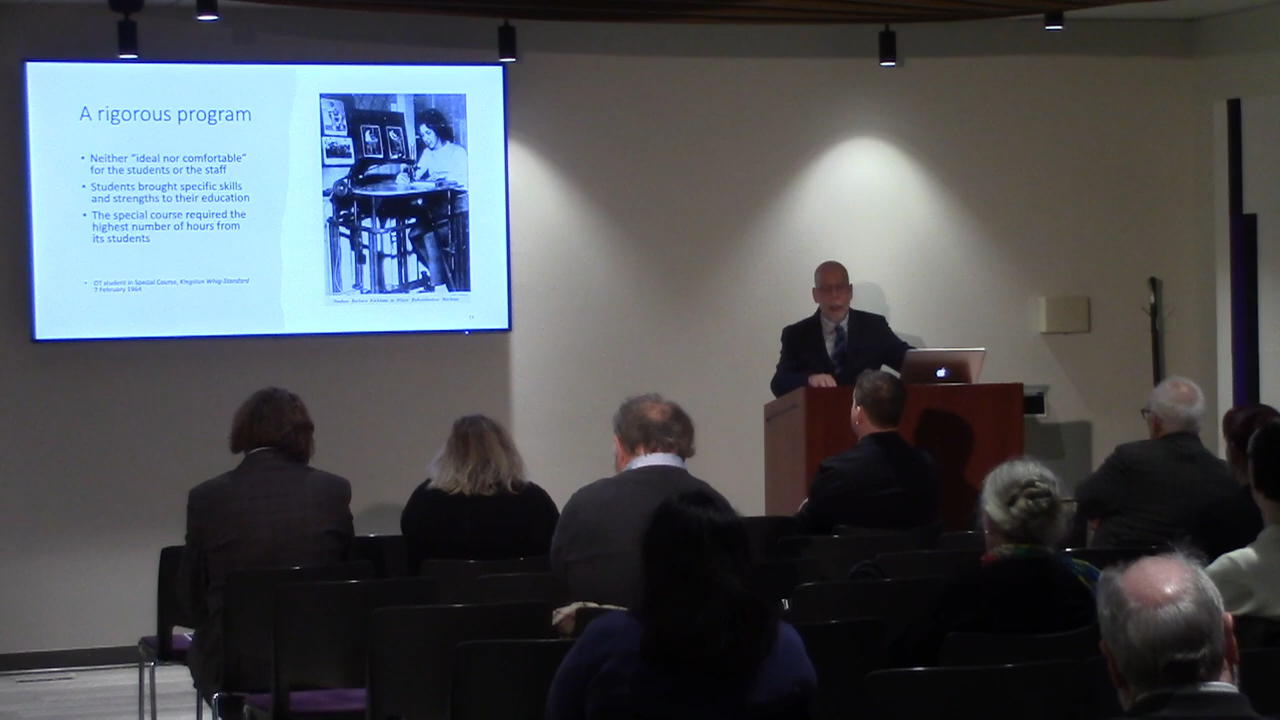 A rigorous program
• Neither "ideal nor comfortable"
for the students or the staff
• Students brought specific skills
and strengths to their education
• The special course required the
highest number of hours from
its students
• OT student in Special Course, Kingston Whig-Standard
7 February 1964